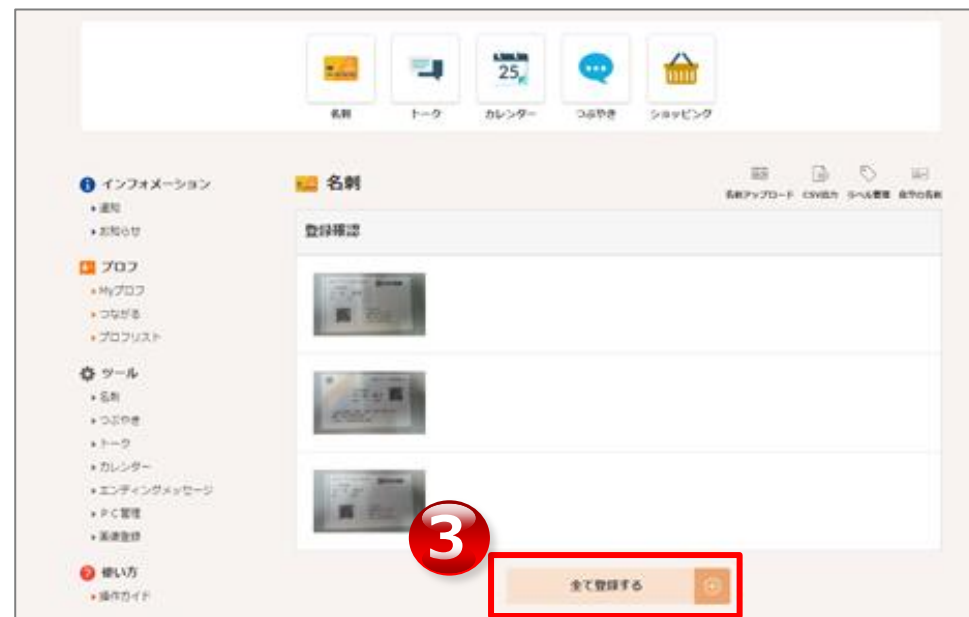 25
名刺
トーク
カレンダー
つぶやき
ショッピング
インフォメーション
通知
お知らせ
プロフ
Myプロフ
つながる
プロフリスト
ツール
名刺
つぶやき
トーク
カレンダー
エンディングメッセージ
PC管理
画像登録
使い方
操作ガイド
名刺
名刺アップロード
CSV出力
ラベル管理
自分の名刺
登録確認
3
全て登録する